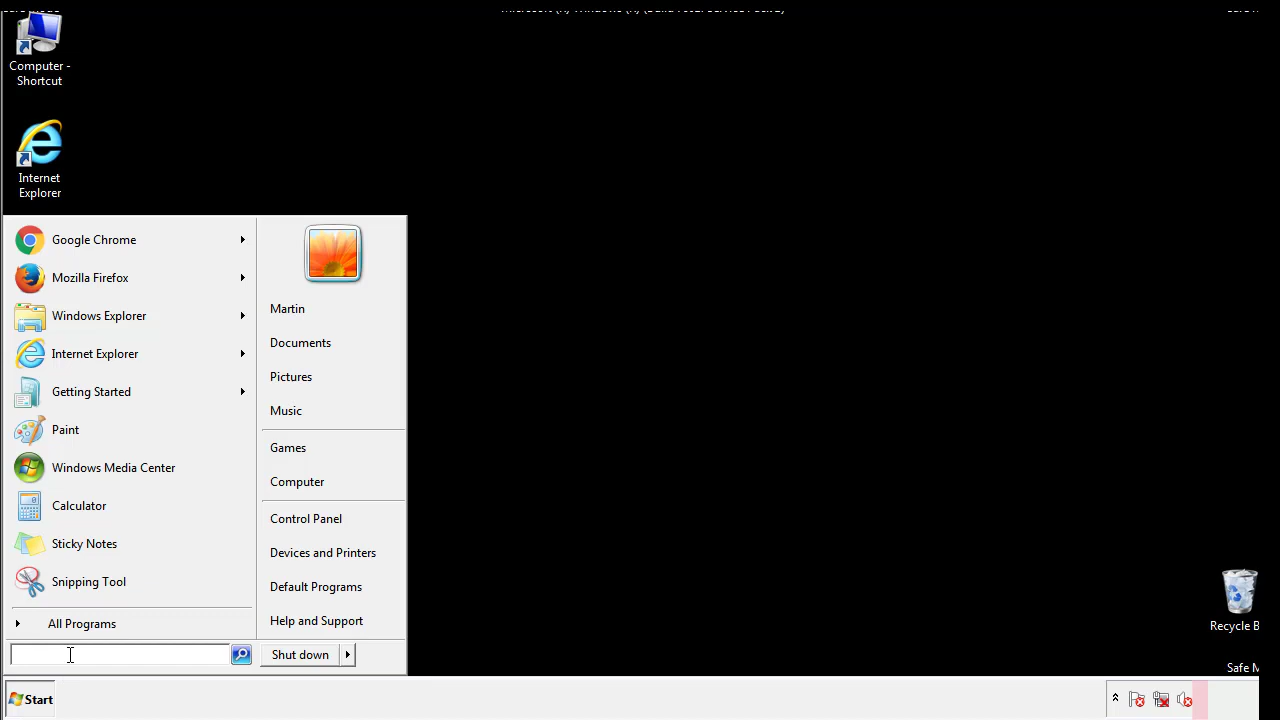 Computer -
Shortcut
Internet
Explorer
Google Chrome
Mozilla Firefox
Windows Explorer
Internet Explorer
Getting Started
Paint
Windows Media Center
Calculator
Sticky Notes
Snipping Tool
All Programs
Martin
Documents
Pictures
Music
Games
Computer
Control Panel
Devices and Printers
Default Programs
Help and Support
Shut down
Recycle B
Safe M
Start